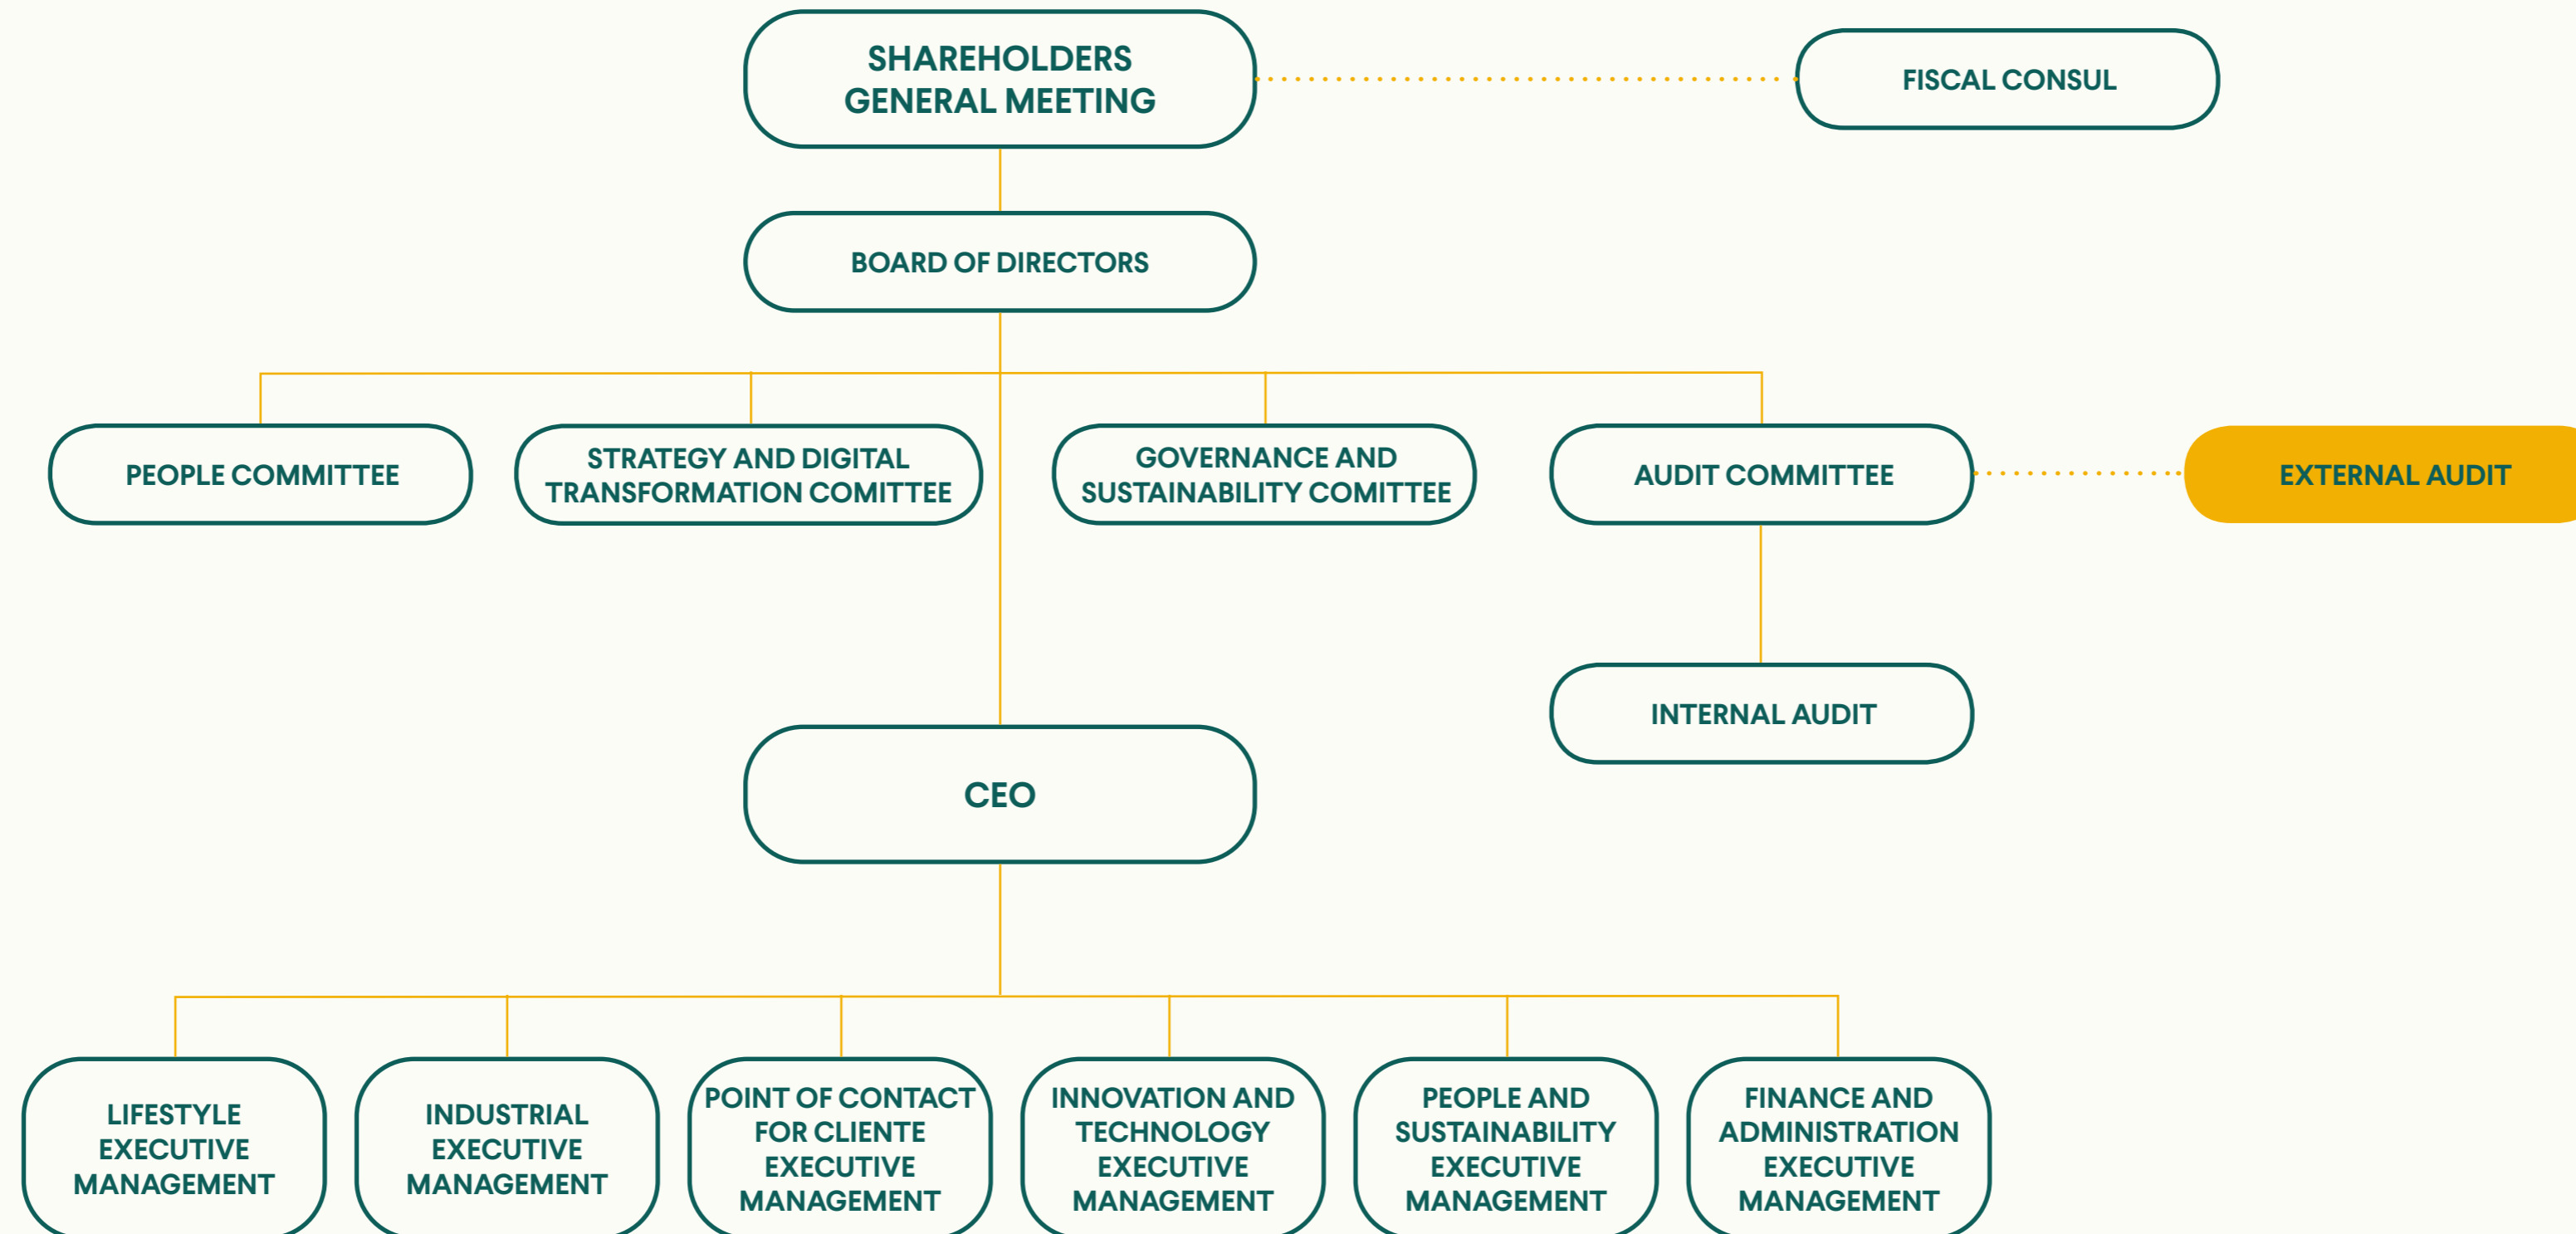 SHAREHOLDERS
GENERAL MEETING
FISCAL CONSUL
BOARD OF DIRECTORS
PEOPLE COMMITTEE
STRATEGY AND DIGITAL
TRANSFORMATION COMITTEE
GOVERNANCE AND
SUSTAINABILITY COMITTEE
AUDIT COMMITTEE
EXTERNAL AUDIT
INTERNAL AUDIT
CEO
LIFESTYLE
EXECUTIVE
MANAGEMENT
INDUSTRIAL
EXECUTIVE
MANAGEMENT
POINT OF CONTACT
FOR CLIENTE
EXECUTIVE
MANAGEMENT
INNOVATION AND
TECHNOLOGY
EXECUTIVE
MANAGEMENT
PEOPLE AND
SUSTAINABILITY
EXECUTIVE
MANAGEMENT
FINANCE AND
ADMINISTRATION
EXECUTIVE
MANAGEMENT